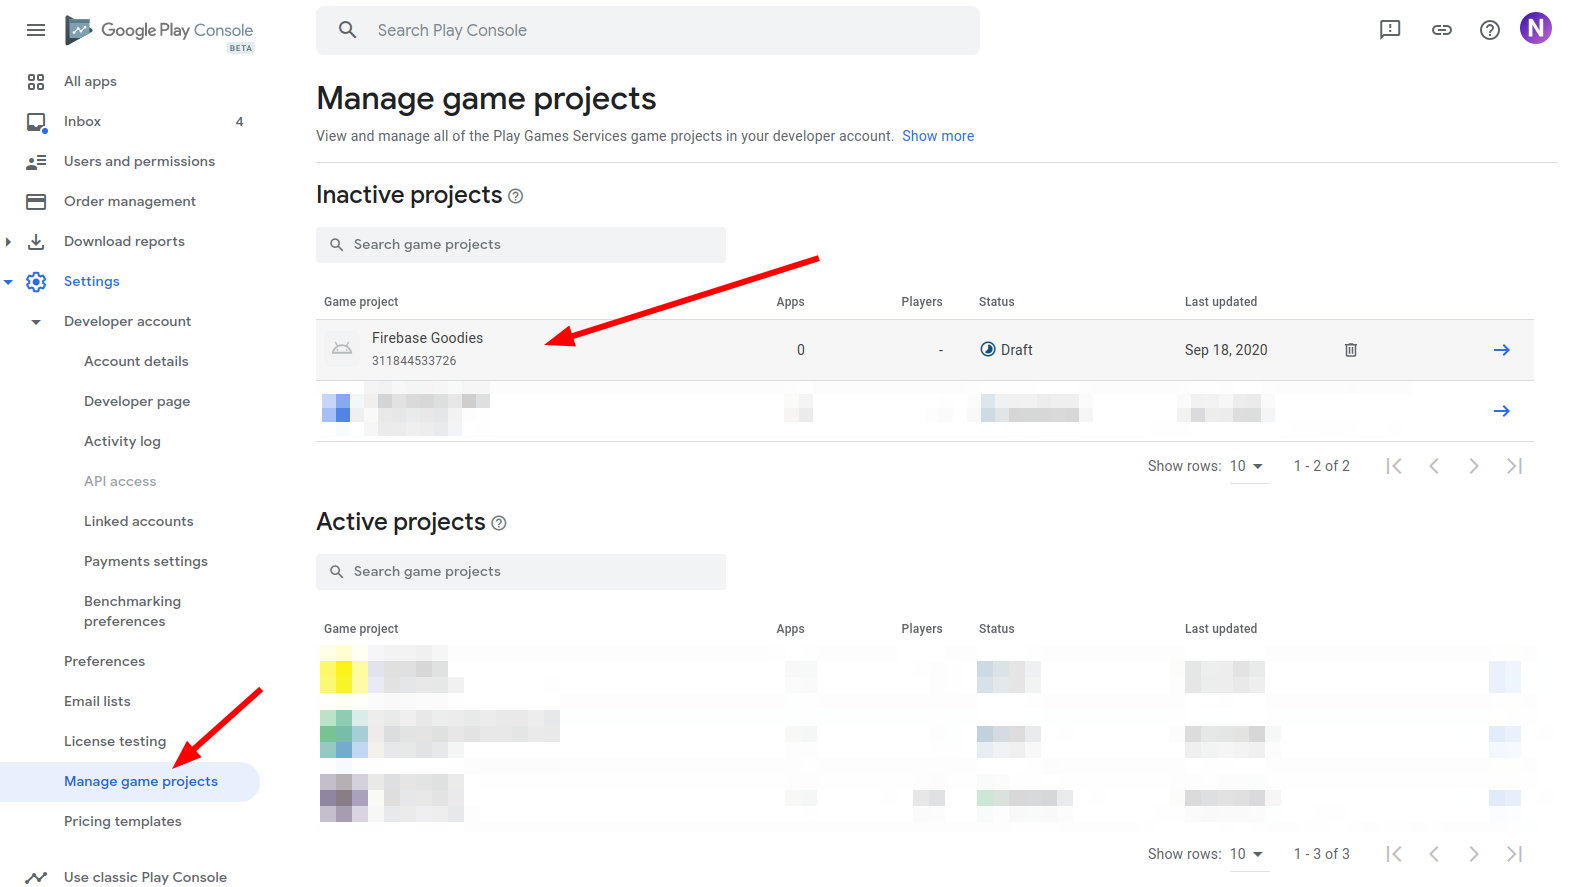 Google Play Console
BETA
Search Play Console
N
All apps
Inbox 4
Users and permissions
Order management
Download reports
Settings
Developer account
Account details
Developer page
Activity log
API access
Linked accounts
Payments settings
Benchmarking
preferences
Preferences
Email lists
License testing
Manage game projects
Pricing templates
Use classic Play Console
Manage game projects
View and manage all of the Play Games Services game projects in your developer account. Show more
Inactive projects
Search game projects
Game project Apps Players Status Last updated
Firebase Goodies
311844533726
0 - Draft Sep 18, 2020
Show rows: 10 1 - 2 of 2
Active projects
Search game projects
Game project Apps Players Status Last updated
Show rows: 10 1 - 3 of 3